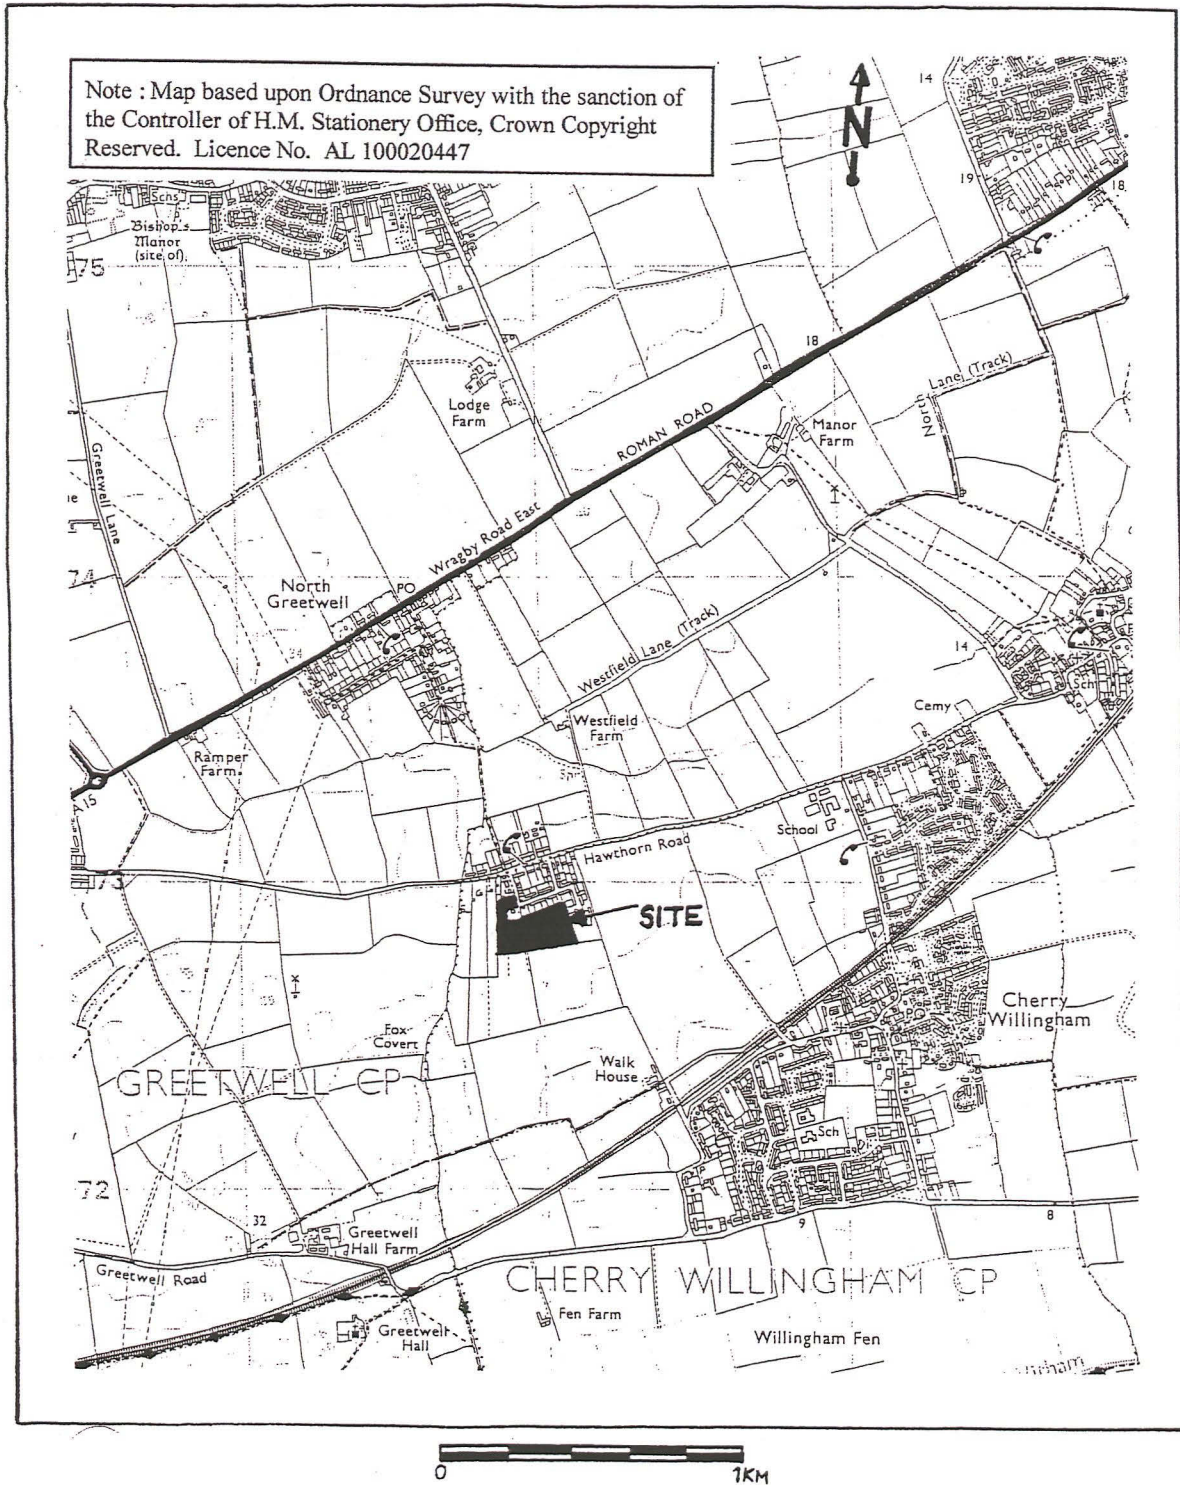 Note : Map based upon Ordnance Survey with the sanction of
the Controller of H.M. Stationery Office, Crown Copyright
Reserved. Licence No. AL 100020447
N
14
19
18
Schs
Bishop's
Manor
(site of)
75
18
Lane (Track)
North
Lodge
Farm
ROMAN ROAD
Manor
Farm
Greetwell Lane
Wragby Road East
74
North
Greetwell
PO
Westfield Lane (Track)
14
Sch
Cemy
Westfield
Farm
Ramper
Farm
Spr
A 15
School
Hawthorn Road
73
SITE
Cherry
Willingham
Fox
Covert
Walk
House
GREETWELL CP
Sch
72
32
9
8
Greetwell
Hall Farm
Greetwell Road
CHERRY WILLINGHAM CP
Fen Farm
Greetwell
Hall
Willingham Fen
0
1KM